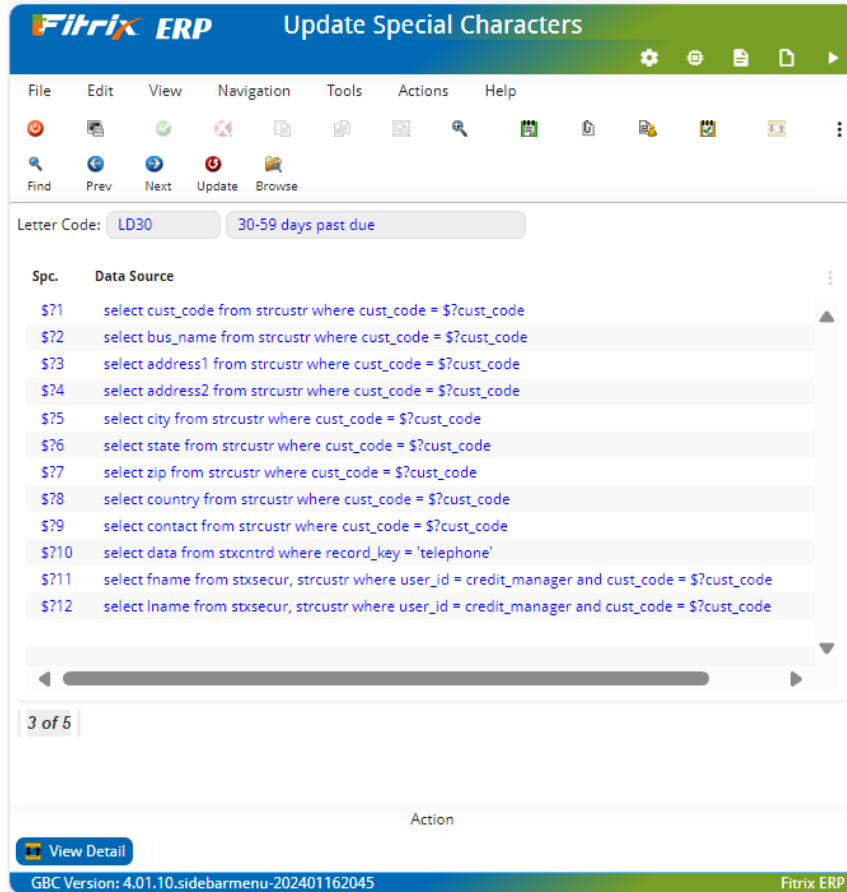 Fitrix ERP Update Special Characters
File Edit View Navigation Tools Actions Help
Find Prev Next Update Browse
Letter Code: LD30 30-59 days past due
Spc. Data Source
$?1 select cust_code from strcustr where cust_code = $?cust_code
$?2 select bus_name from strcustr where cust_code = $?cust_code
$?3 select address1 from strcustr where cust_code = $?cust_code
$?4 select address2 from strcustr where cust_code = $?cust_code
$?5 select city from strcustr where cust_code = $?cust_code
$?6 select state from strcustr where cust_code = $?cust_code
$?7 select zip from strcustr where cust_code = $?cust_code
$?8 select country from strcustr where cust_code = $?cust_code
$?9 select contact from strcustr where cust_code = $?cust_code
$?10 select data from stxcntrd where record_key = 'telephone'
$?11 select fname from stxsecur, strcustr where user_id = credit_manager and cust_code = $?cust_code
$?12 select lname from stxsecur, strcustr where user_id = credit_manager and cust_code = $?cust_code
3 of 5
Action
View Detail
GBC Version: 4.01.10.sidebarmenu-202401162045 Fitrix ERP